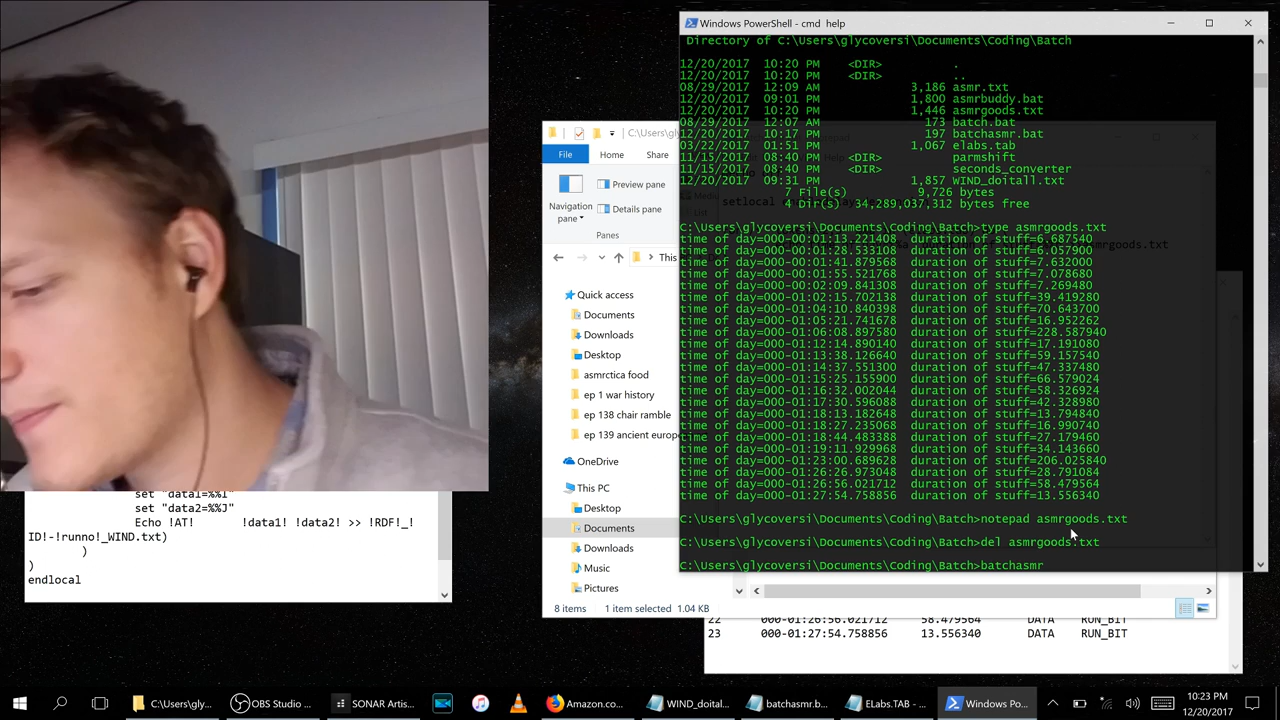 Windows PowerShell - cmd  help
Directory of C:\Users\glycoversi\Documents\Coding\Batch
12/20/2017  10:20 PM    <DIR>          .
12/20/2017  10:20 PM    <DIR>          ..
08/29/2017  12:09 AM             3,186 asmr.txt
12/20/2017  09:01 PM             1,800 asmrbuddy.bat
12/20/2017  10:20 PM             1,446 asmrgoods.txt
08/29/2017  12:07 AM               173 batch.bat
12/20/2017  10:17 PM               197 batchasmr.bat
03/22/2017  01:51 PM             1,067 elabs.tab
11/15/2017  08:40 PM    <DIR>          parmshift
11/15/2017  08:40 PM    <DIR>          seconds_converter
12/20/2017  09:31 PM             1,857 WIND_doitall.txt
7 File(s)          9,726 bytes
4 Dir(s)  34,289,037,312 bytes free
C:\Users\glycoversi\Documents\Coding\Batch>type asmrgoods.txt
time of day=000-01:13.221408  duration of stuff=6.687540
time of day=000-01:28.533108  duration of stuff=6.057900
time of day=000-01:41.879568  duration of stuff=7.632000
time of day=000-01:55.521768  duration of stuff=7.078680
time of day=000-02:09.841308  duration of stuff=7.269480
time of day=000-02:15.702138  duration of stuff=39.419280
time of day=000-01:04:10.840398  duration of stuff=70.643700
time of day=000-01:05:21.741678  duration of stuff=16.952262
time of day=000-01:06:08.897580  duration of stuff=228.587940
time of day=000-01:12:14.890140  duration of stuff=17.191080
time of day=000-01:13:38.126640  duration of stuff=59.157540
time of day=000-01:14:37.551300  duration of stuff=47.337480
time of day=000-01:15:25.155900  duration of stuff=66.579024
time of day=000-01:16:32.002044  duration of stuff=58.326924
time of day=000-01:17:30.596088  duration of stuff=42.328980
time of day=000-01:18:13.182648  duration of stuff=13.794840
time of day=000-01:18:27.235068  duration of stuff=16.990740
time of day=000-01:18:44.483388  duration of stuff=27.179460
time of day=000-01:19:11.929968  duration of stuff=34.143660
time of day=000-01:23:00.689628  duration of stuff=206.025840
time of day=000-01:26:26.973048  duration of stuff=28.791084
time of day=000-01:26:56.021712  duration of stuff=58.479564
time of day=000-01:27:54.758856  duration of stuff=13.556340
C:\Users\glycoversi\Documents\Coding\Batch>notepad asmrgoods.txt
C:\Users\glycoversi\Documents\Coding\Batch>del asmrgoods.txt
C:\Users\glycoversi\Documents\Coding\Batch>batchasmr
File
Home
Share
Navigation pane
Preview pane
Details pane
Panes
This
Quick access
Documents
Downloads
Desktop
asmrctica food
ep 1 war history
ep 138 chair ramble
ep 139 ancient europ
OneDrive
This PC
Desktop
Documents
Downloads
Music
Pictures
8 items
1 item selected  1.04 KB
set "data1=%%I"
set "data2=%%J"
Echo !AT!    !data1! !data2! >> !RDF!_!
ID!-!runno!_WIND.txt)
)
)
endlocal
22    000-01:26:56.021712    58.479564    DATA    RUN_BIT
23    000-01:27:54.758856    13.556340    DATA    RUN_BIT
C:\Users\gly...
OBS Studio ...
SONAR Artis...
Amazon.co...
WIND_doital...
batchasmr.b...
ELabs.TAB - ...
Windows Po...
10:23 PM
12/20/2017